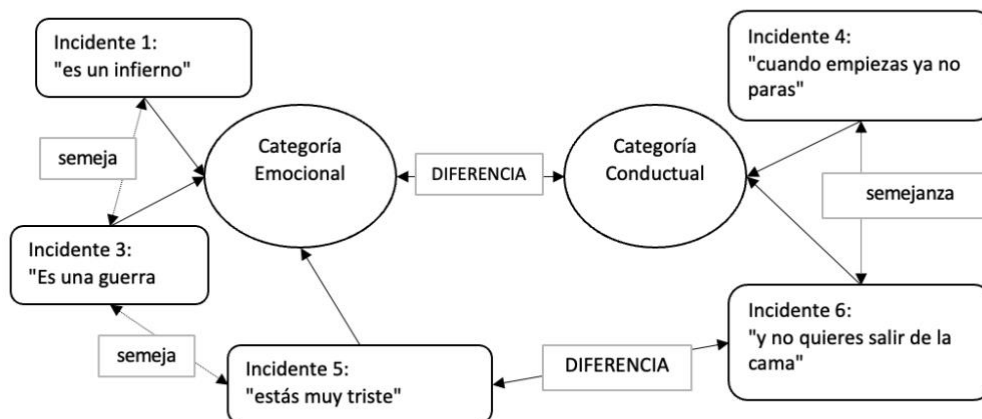 Incidente 1:
"es un infierno"
Incidente 4:
"cuando empiezas ya no
paras"
semeja
Categoría
Emocional
DIFERENCIA
Categoría
Conductual
semejanza
Incidente 3:
"Es una guerra
semeja
Incidente 5:
"estás muy triste"
DIFERENCIA
Incidente 6:
"y no quieres salir de la
cama"